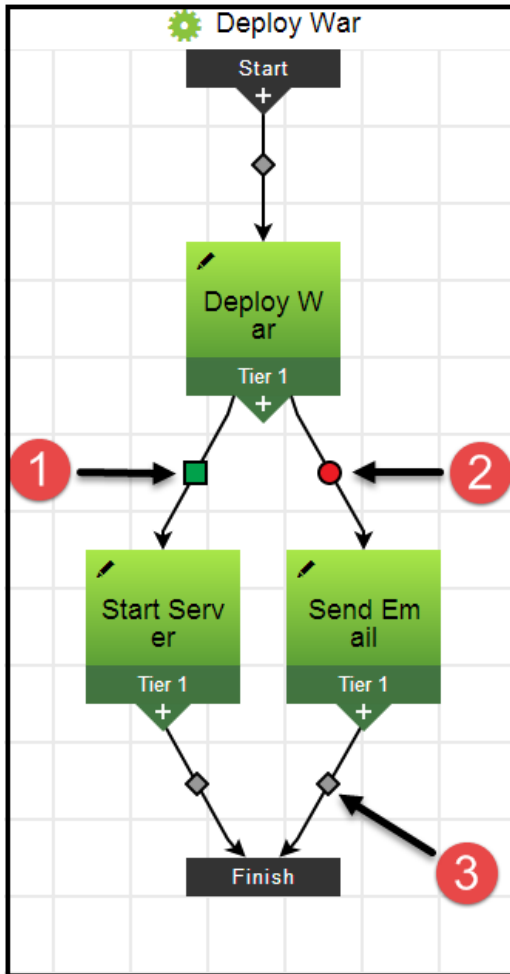 Deploy War
Start
+
Deploy W
ar
Tier 1
+
1
2
Start Serv
er
Send Em
ail
Tier 1
Tier 1
+
+
3
Finish